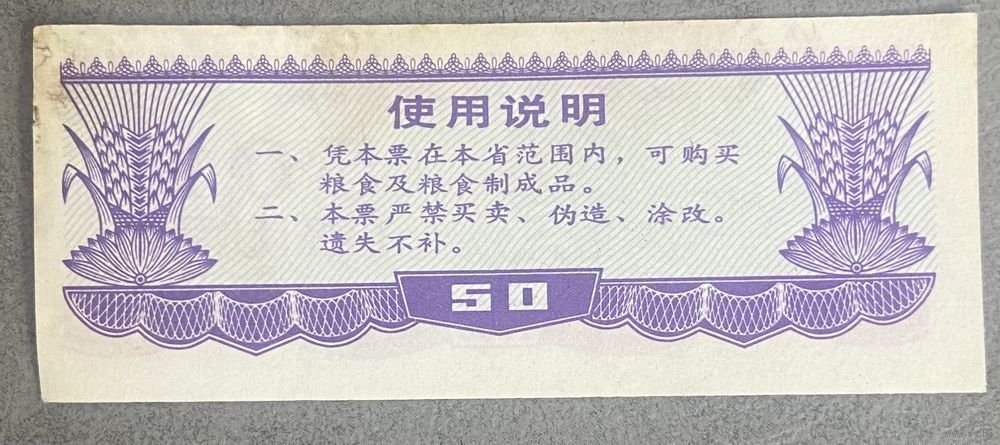 使用说明
一、凭本票在本省范围内，可购买
粮食及粮食制成品。
二、本票严禁买卖、伪造、涂改。
遗失不补。
50